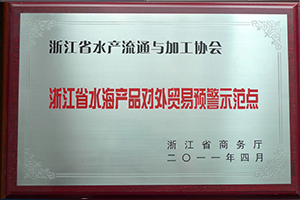 浙江省水产流通与加工协会
浙江省水海产品对外贸易预警示范点
浙江省商务厅
二〇一一年四月